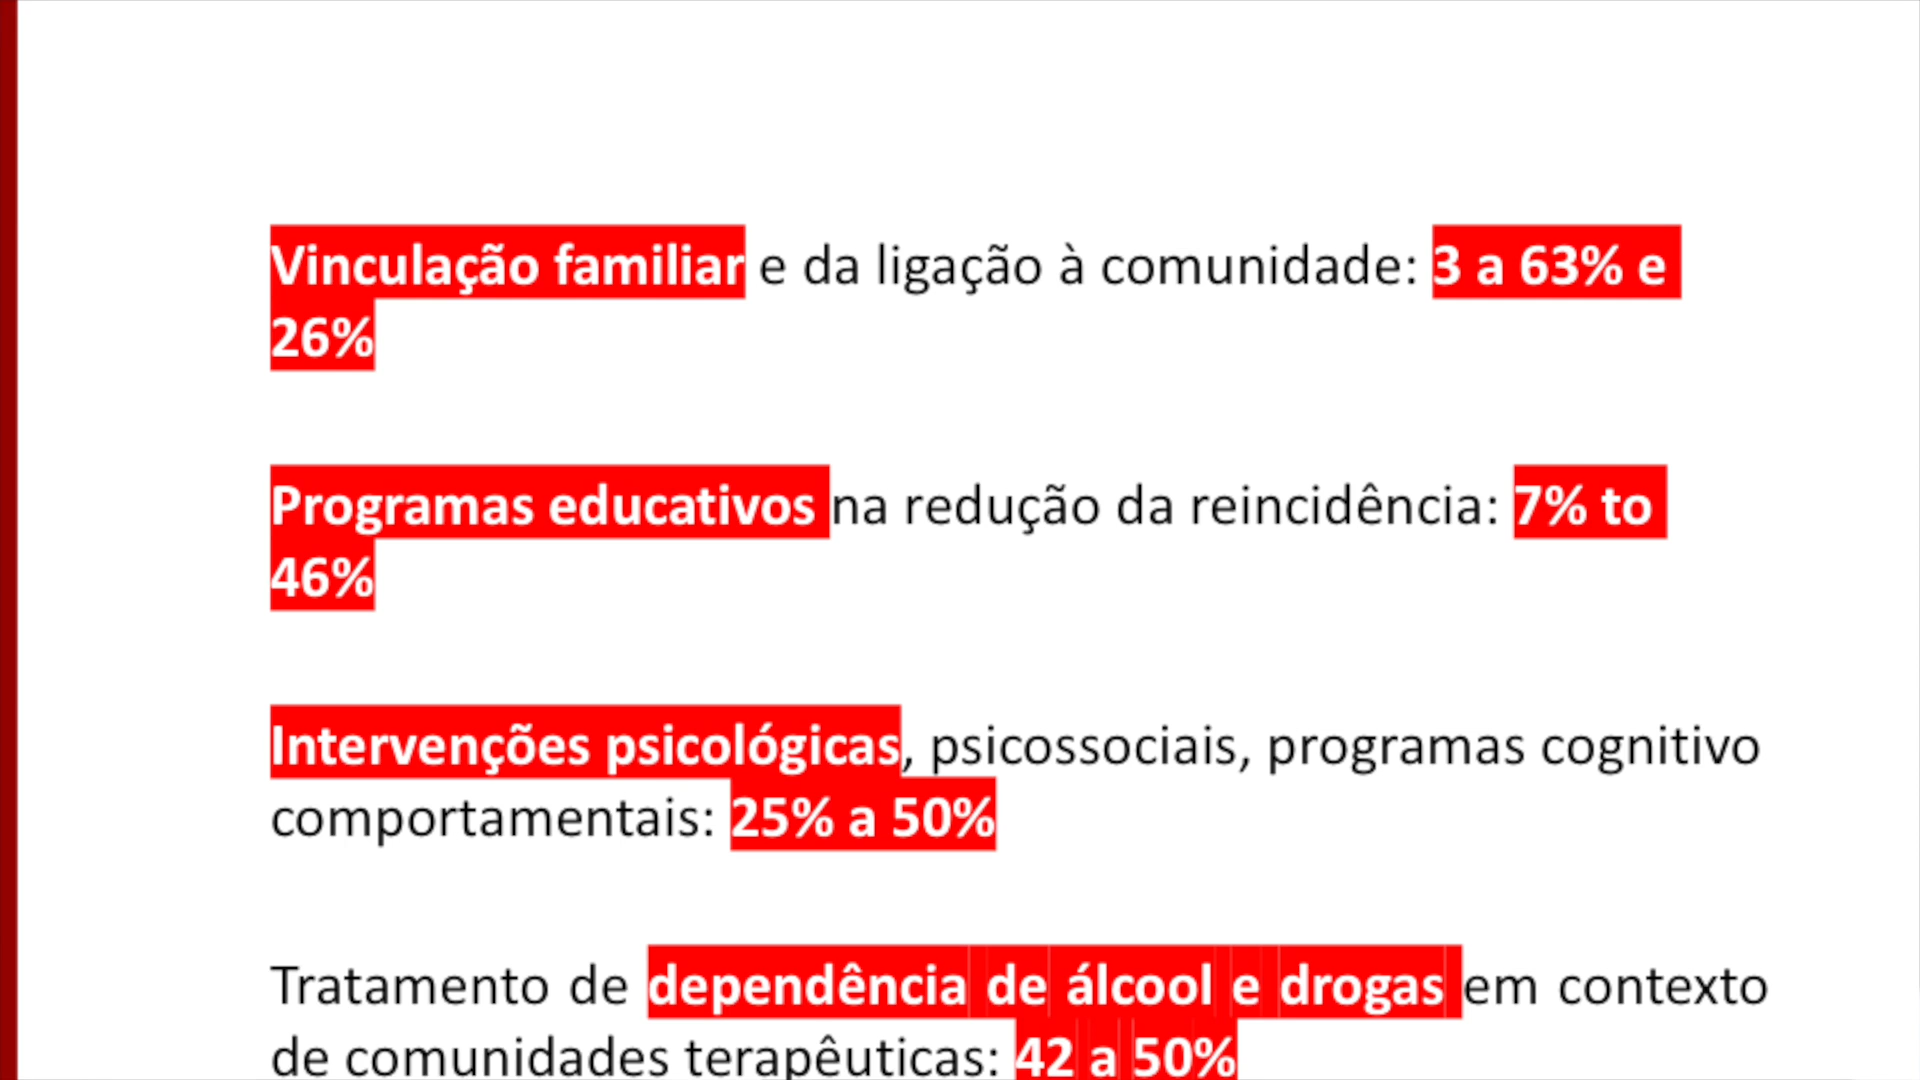 Vinculação familiar e da ligação à comunidade: 3 a 63% e
26%
Programas educativos na redução da reincidência: 7% to
46%
Intervenções psicológicas, psicossociais, programas cognitivo
comportamentais: 25% a 50%
Tratamento de dependência de álcool e drogas em contexto
de comunidades terapêuticas: 42 a 50%